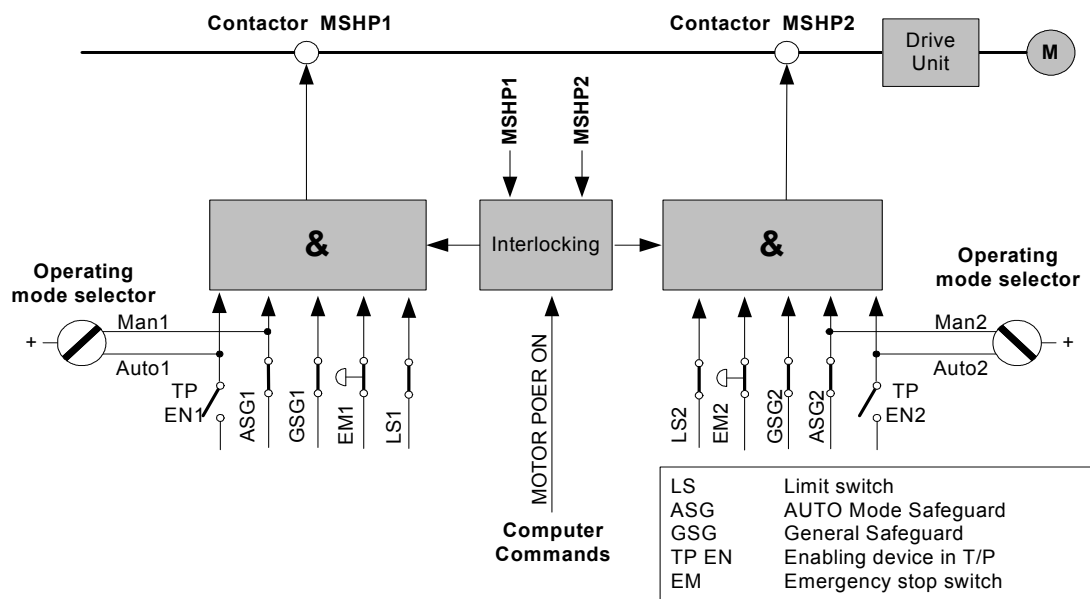 Contactor MSHP1
Contactor MSHP2
Drive
Unit
M
MSHP1
MSHP2
&
Interlocking
&
Operating
mode selector
Operating
mode selector
+
Man1
Auto1
Man2
Auto2
+
TP
EN1
ASG1
GSG1
EM1
LS1
MOTOR POER ON
LS2
EM2
GSG2
ASG2
TP
EN2
Computer
Commands
LS Limit switch
ASG AUTO Mode Safeguard
GSG General Safeguard
TP EN Enabling device in T/P
EM Emergency stop switch